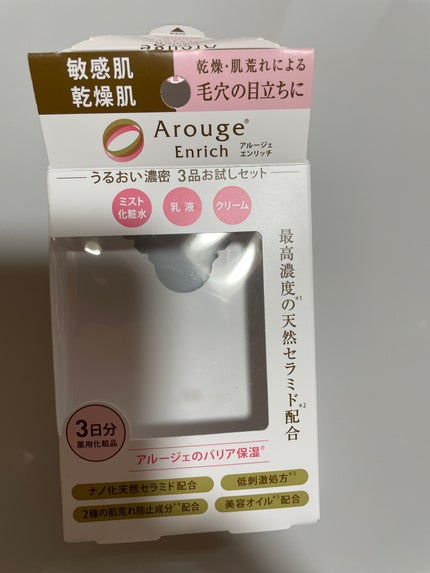 Arouge
敏感肌
乾燥肌
乾燥・肌荒れによる
毛穴の目立ちに
Arouge®
Enrich
アルージェ
エンリッチ
うるおい濃密 3品お試しセット
ミスト
化粧水
乳液
クリーム
最高濃度の*1天然セラミド*2配合
3日分
薬用化粧品
アルージェのバリア保湿®
ナノ化天然セラミド配合
低刺激処方*3
2種の肌荒れ防止成分*4配合
美容オイル*5配合